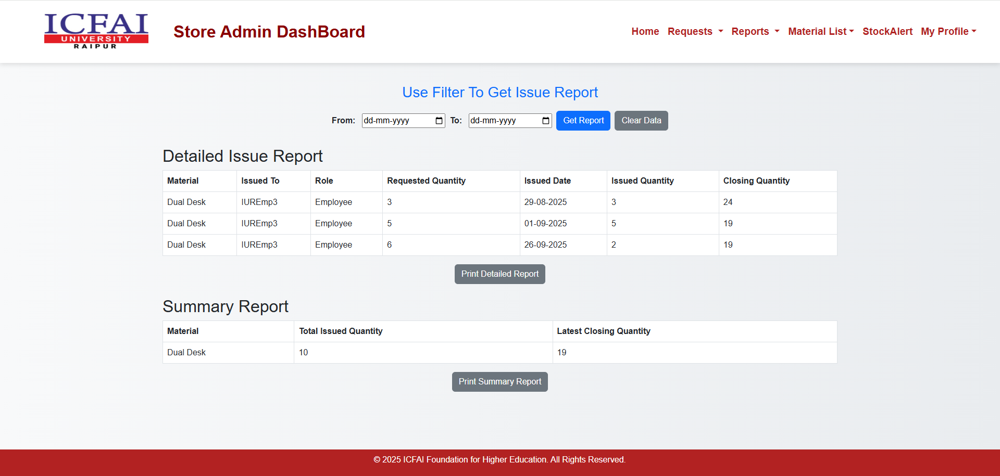 ICFAI
UNIVERSITY
RAIPUR
Store Admin DashBoard
Home Requests Reports Material List StockAlert My Profile
Use Filter To Get Issue Report
From: dd-mm-yyyy To: dd-mm-yyyy Get Report Clear Data
Detailed Issue Report
Material Issued To Role Requested Quantity Issued Date Issued Quantity Closing Quantity
Dual Desk IUREmp3 Employee 3 29-08-2025 3 24
Dual Desk IUREmp3 Employee 5 01-09-2025 5 19
Dual Desk IUREmp3 Employee 6 26-09-2025 2 19
Print Detailed Report
Summary Report
Material Total Issued Quantity Latest Closing Quantity
Dual Desk 10 19
Print Summary Report
© 2025 ICFAI Foundation for Higher Education. All Rights Reserved.